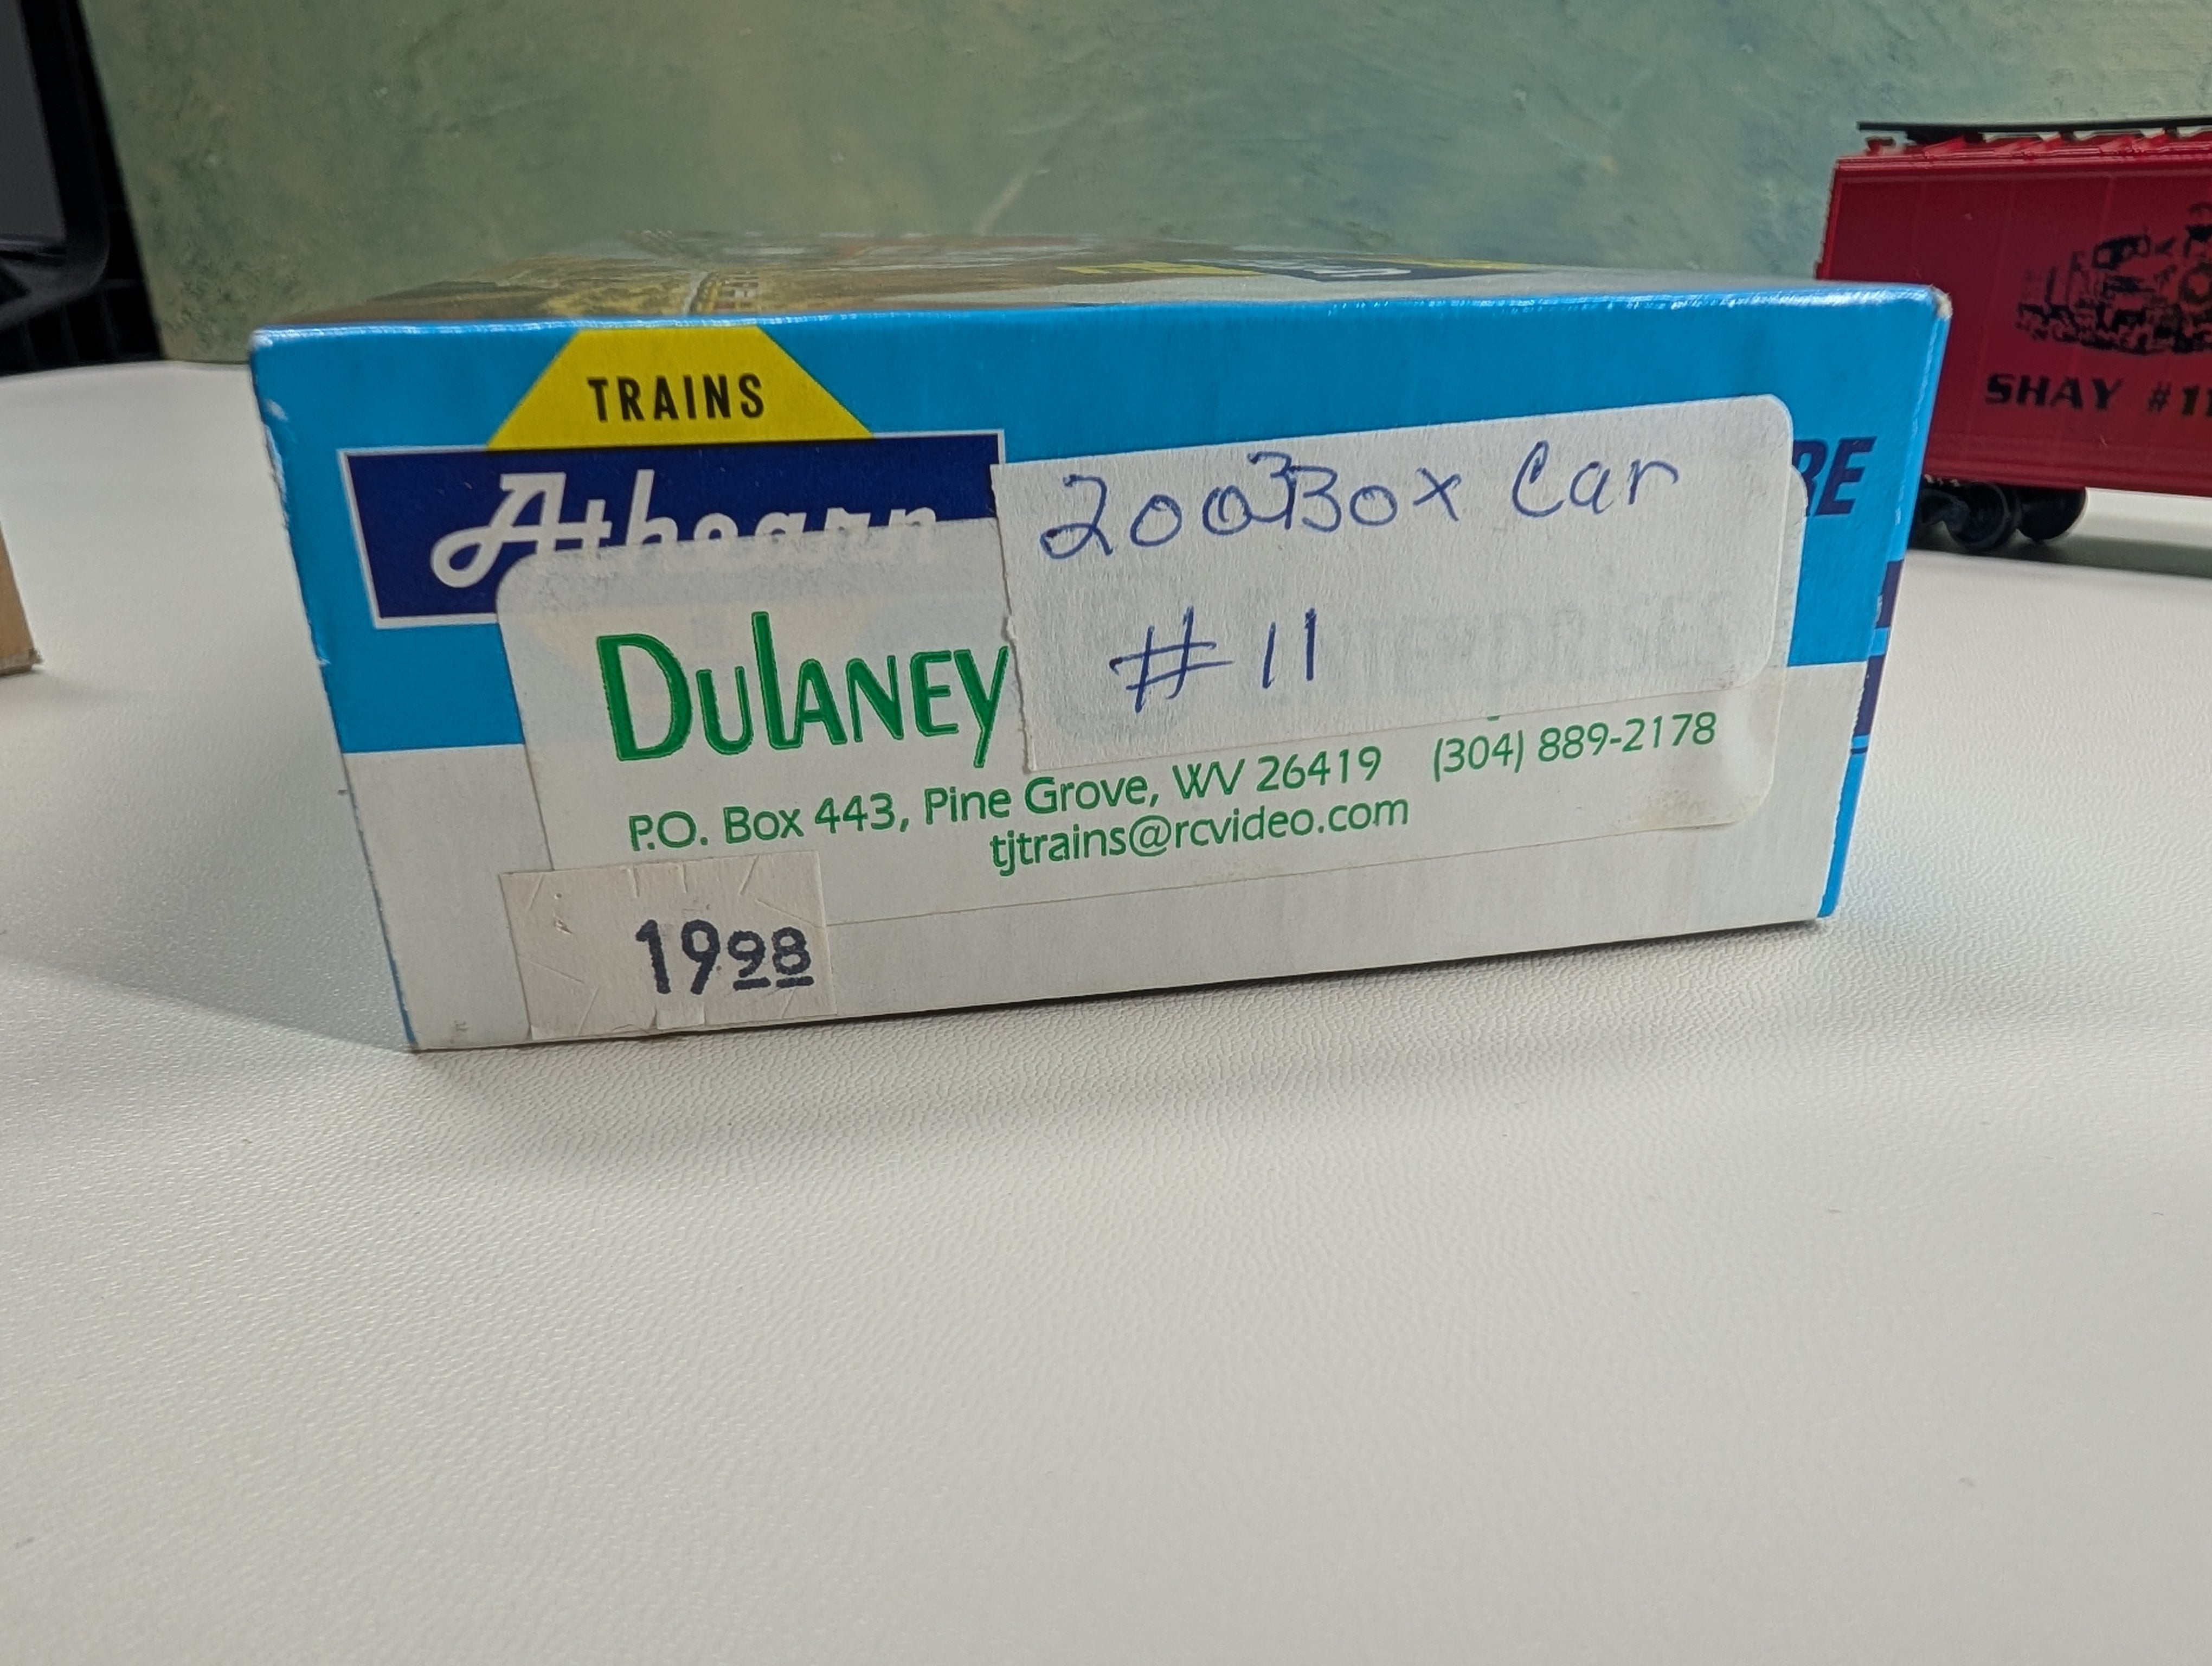 TRAINS
Athearn
2003 Box Car
# 11
DULANEY
P.O. Box 443, Pine Grove, WV 26419 (304) 889-2178
tjtrains@rcvideo.com
1998
RE
SHAY #11